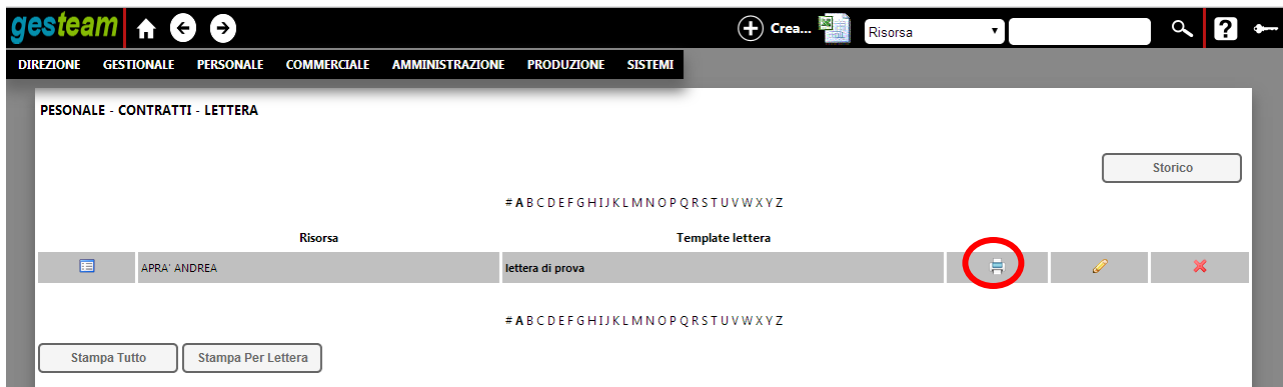 gesteam Crea... Risorsa ?
DIREZIONE GESTIONALE PERSONALE COMMERCIALE AMMINISTRAZIONE PRODUZIONE SISTEMI
PESONALE - CONTRATTI - LETTERA
Storico
# A B C D E F G H I J K L M N O P Q R S T U V W X Y Z
Risorsa Template lettera
APRA' ANDREA lettera di prova
# A B C D E F G H I J K L M N O P Q R S T U V W X Y Z
Stampa Tutto Stampa Per Lettera